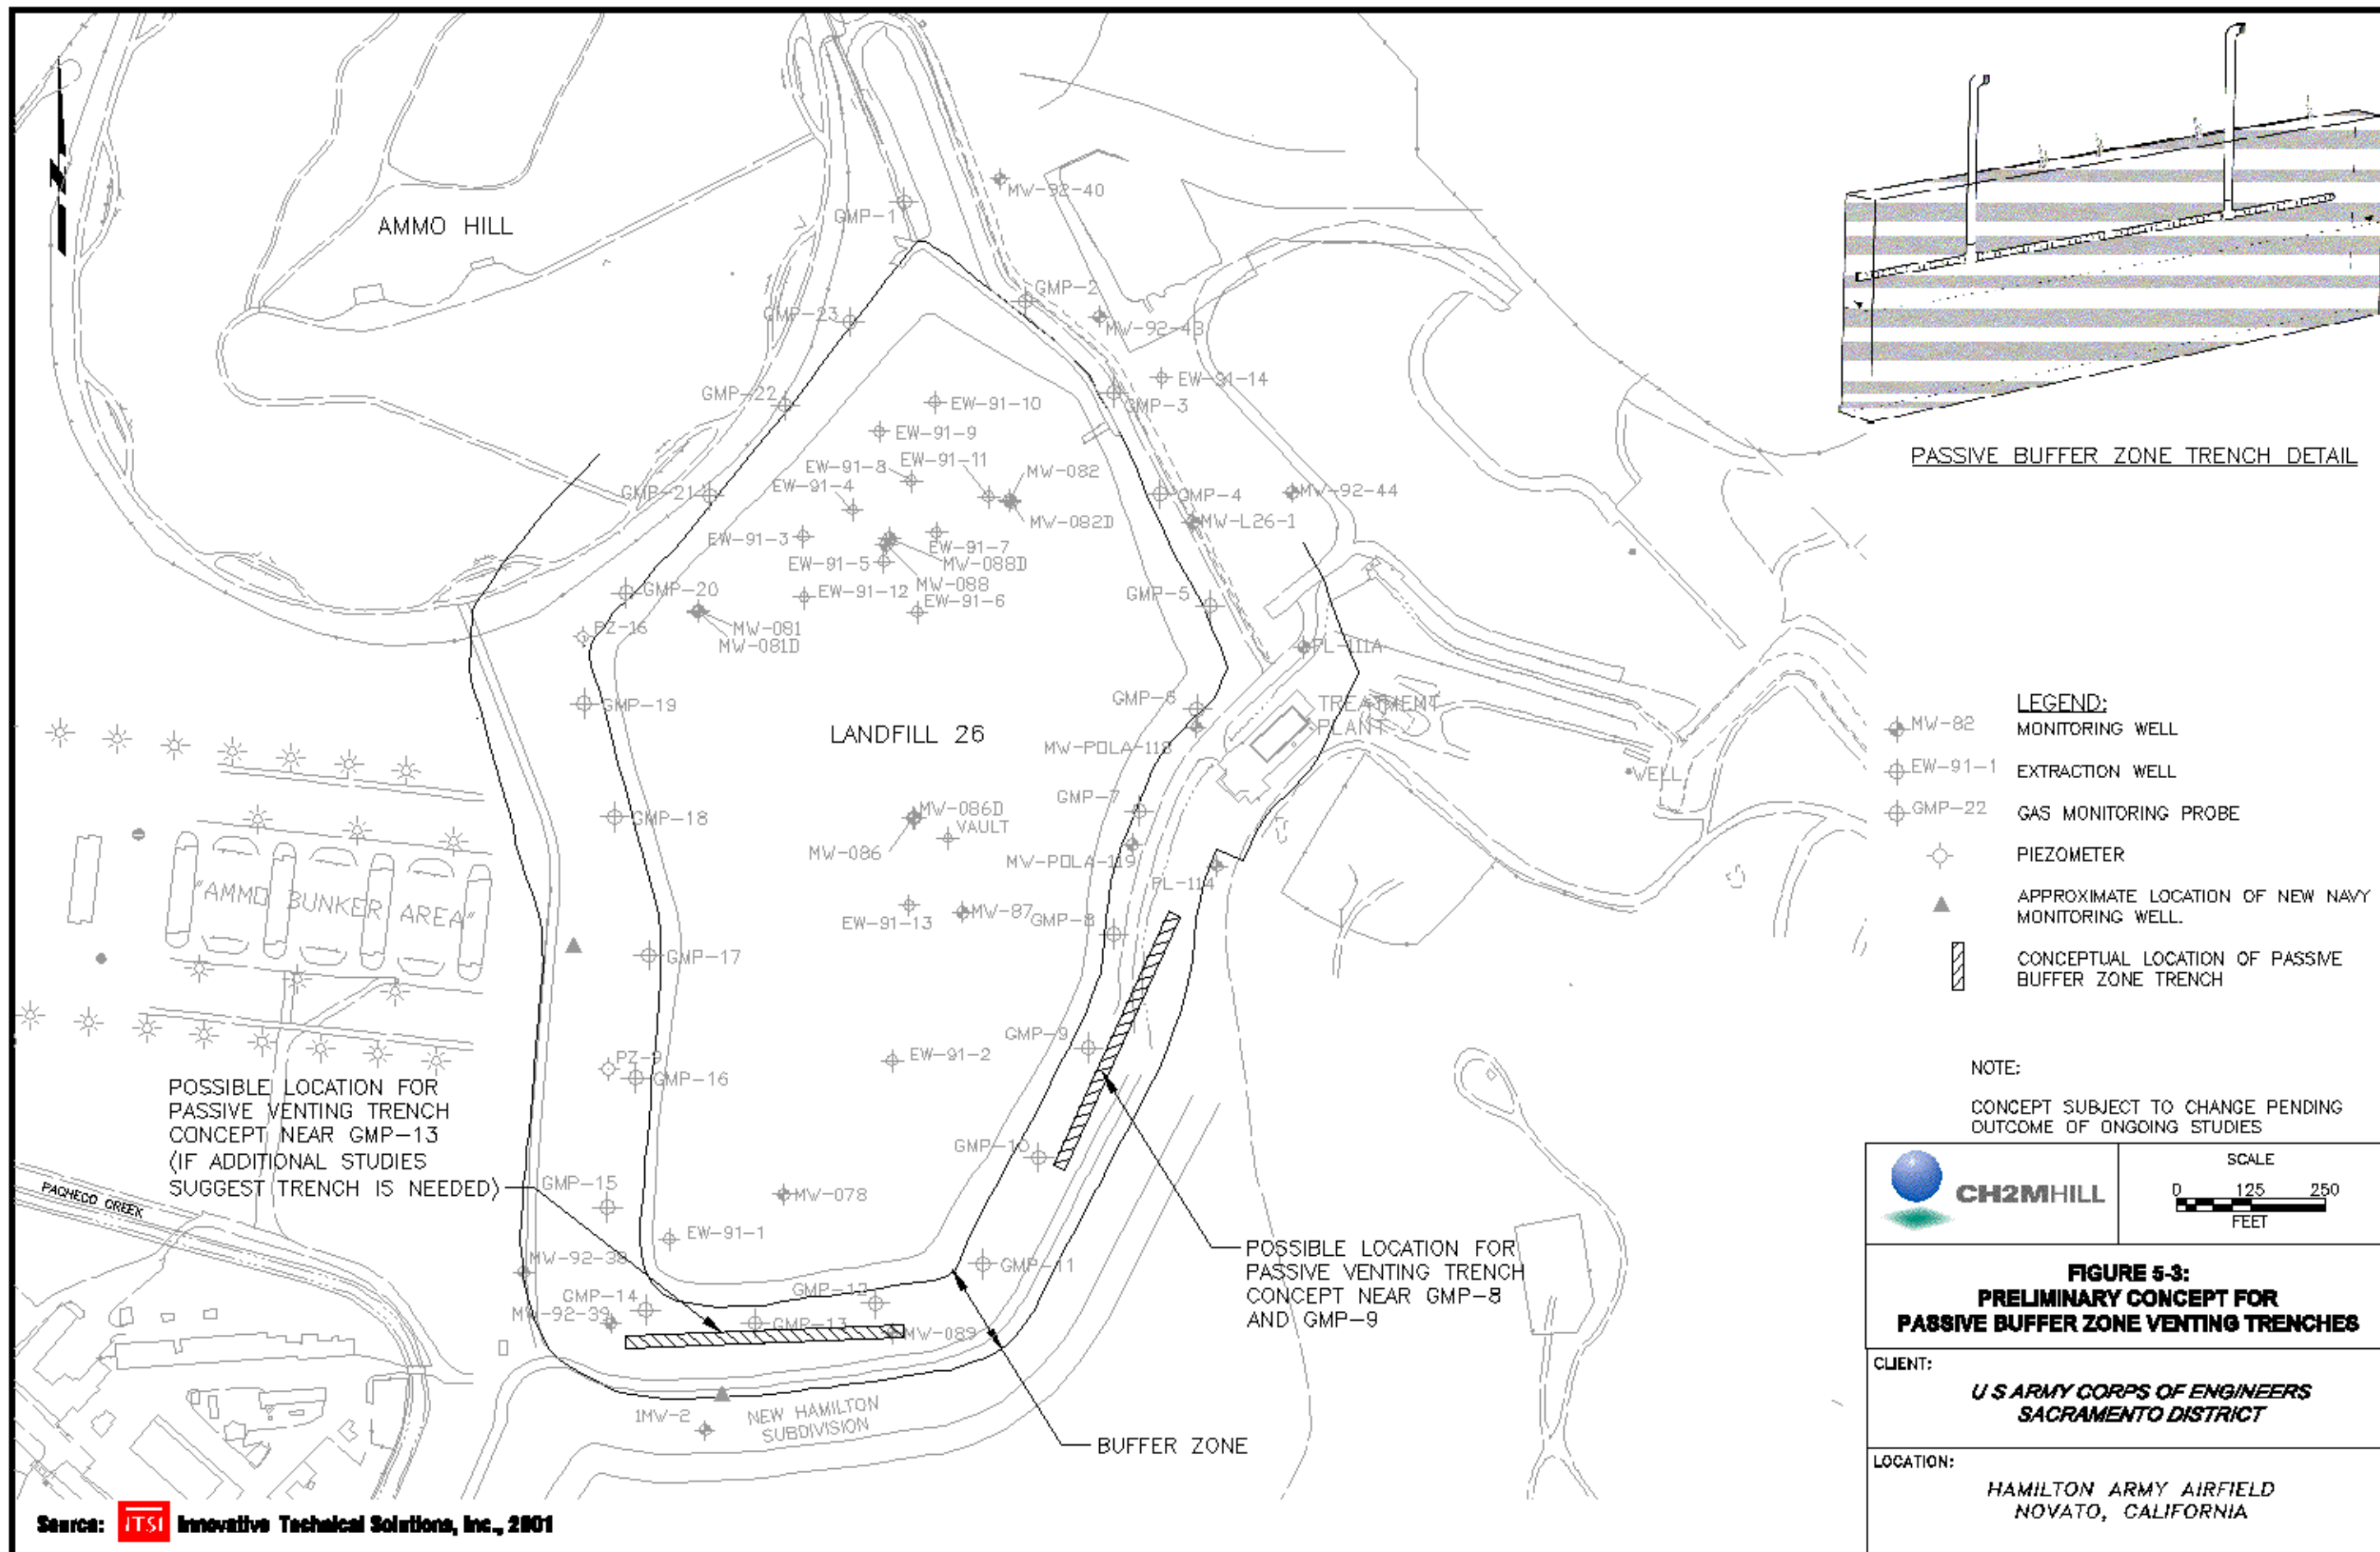 AMMO HILL
MW-92-40
GMP-1
GMP-2
GMP-23
MW-92-43
EW-91-14
GMP-22
GMP-3
EW-91-10
EW-91-9
EW-91-8
EW-91-11
MW-082
EW-91-4
GMP-21
GMP-4
MW-92-44
MW-082D
MW-L26-1
EW-91-3
EW-91-7
EW-91-5
MW-088D
MW-088
GMP-20
EW-91-12
EW-91-6
GMP-5
PZ-16
MW-081
MW-081D
PL-111A
GMP-19
GMP-6
TREATMENT
PLANT
LANDFILL 26
MW-POLA-118
WELL
GMP-7
MW-086D
GMP-18
VAULT
MW-086
MW-POLA-119
PL-114
"AMMO BUNKER AREA"
EW-91-13
MW-87
GMP-8
GMP-17
GMP-9
EW-91-2
PZ-9
GMP-16
POSSIBLE LOCATION FOR
PASSIVE VENTING TRENCH
CONCEPT NEAR GMP-13
(IF ADDITIONAL STUDIES
SUGGEST TRENCH IS NEEDED)
GMP-10
PACHECO CREEK
GMP-15
MW-078
EW-91-1
MW-92-38
GMP-11
GMP-14
GMP-12
MW-92-39
GMP-13
MW-089
POSSIBLE LOCATION FOR
PASSIVE VENTING TRENCH
CONCEPT NEAR GMP-8
AND GMP-9
1MW-2
NEW HAMILTON
SUBDIVISION
BUFFER ZONE
Source: ITSI Innovative Technical Solutions, Inc., 2001
PASSIVE BUFFER ZONE TRENCH DETAIL
LEGEND:
MW-82 MONITORING WELL
EW-91-1 EXTRACTION WELL
GMP-22 GAS MONITORING PROBE
PIEZOMETER
APPROXIMATE LOCATION OF NEW NAVY
MONITORING WELL.
CONCEPTUAL LOCATION OF PASSIVE
BUFFER ZONE TRENCH
NOTE:
CONCEPT SUBJECT TO CHANGE PENDING
OUTCOME OF ONGOING STUDIES
CH2MHILL
SCALE
0 125 250
FEET
FIGURE 5-3:
PRELIMINARY CONCEPT FOR
PASSIVE BUFFER ZONE VENTING TRENCHES
CLIENT:
U S ARMY CORPS OF ENGINEERS
SACRAMENTO DISTRICT
LOCATION:
HAMILTON ARMY AIRFIELD
NOVATO, CALIFORNIA